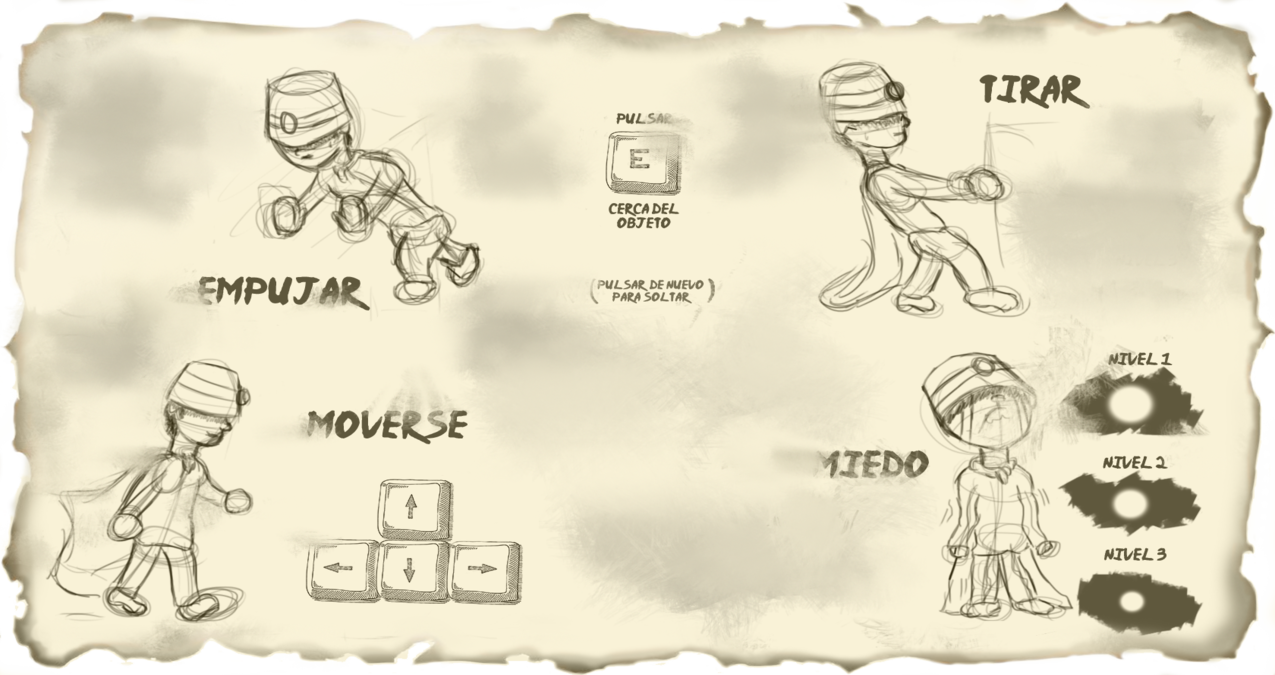 TIRAR
PULSAR
E
CERCA DEL
OBJETO
EMPUJAR
(PULSAR DE NUEVO
PARA SOLTAR)
MOVERSE
↑
← ↓ →
MIEDO
NIVEL 1
NIVEL 2
NIVEL 3